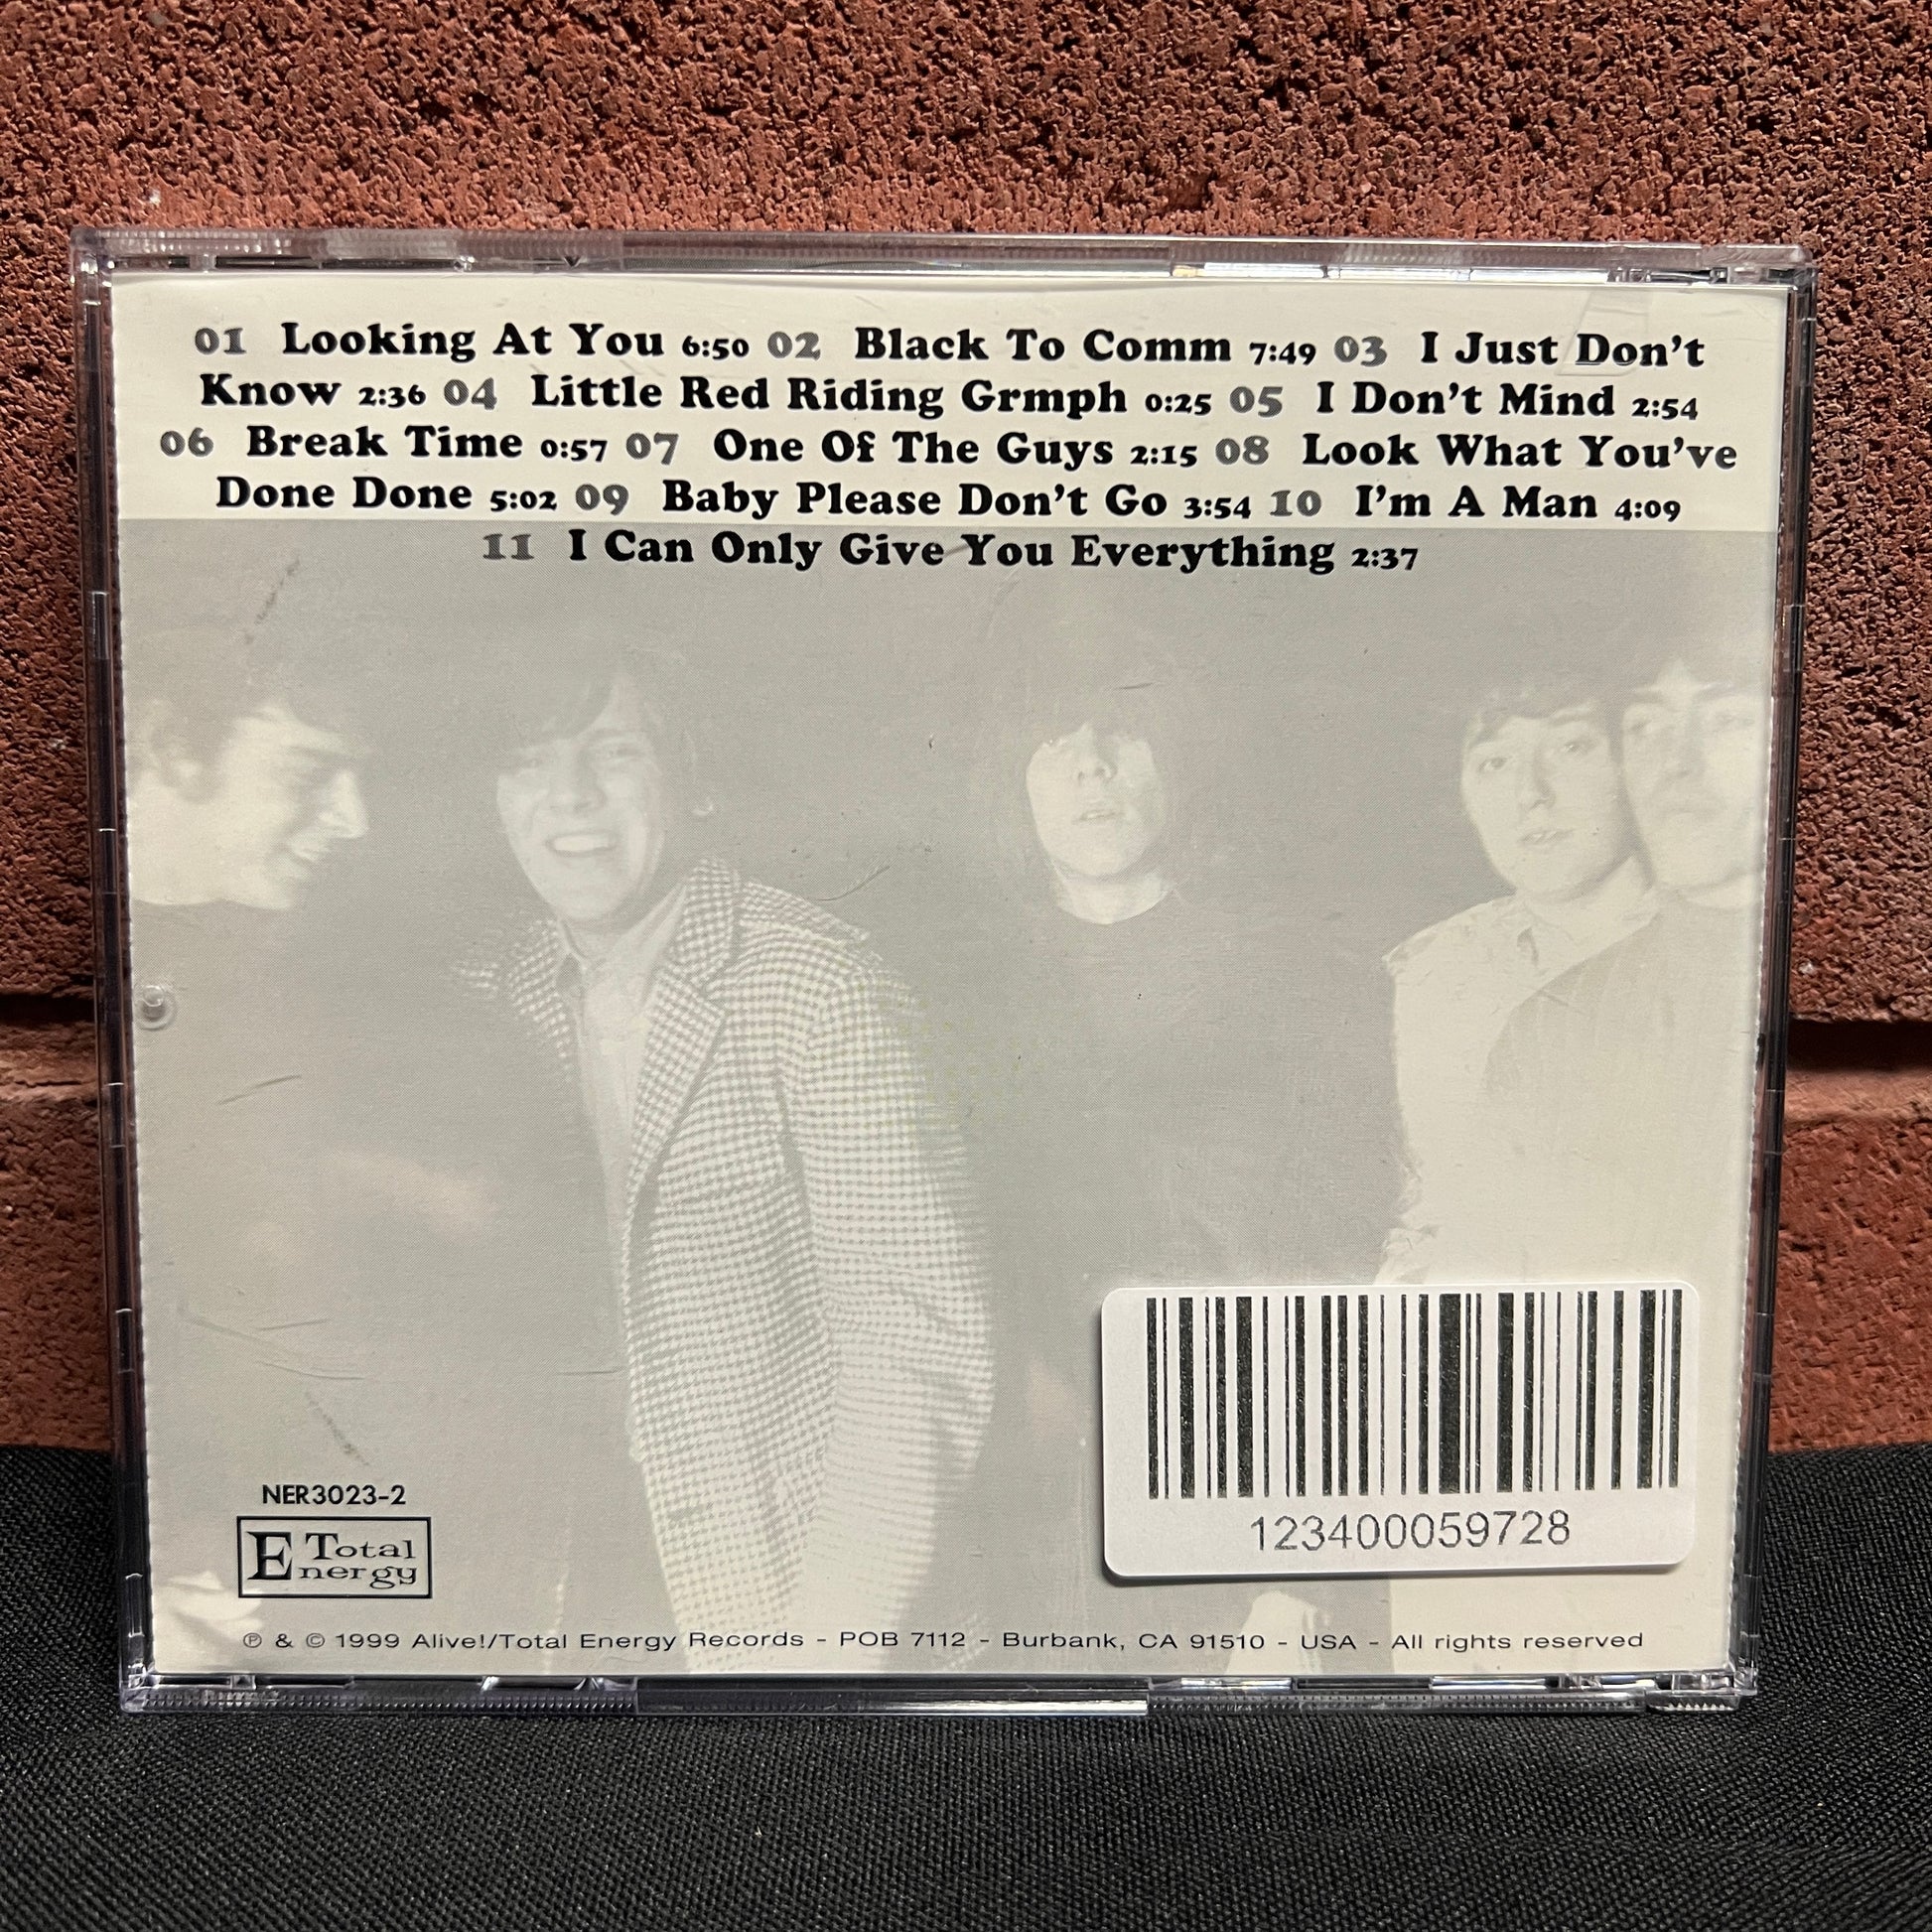 01 Looking At You 6:50 02 Black To Comm 7:49 03 I Just Don't
Know 2:36 04 Little Red Riding Grmph 0:25 05 I Don't Mind 2:54
06 Break Time 0:57 07 One Of The Guys 2:15 08 Look What You've
Done Done 5:02 09 Baby Please Don't Go 3:54 10 I'm A Man 4:09
11 I Can Only Give You Everything 2:37
NER3023-2
Total
Energy
123400059728
℗ & © 1999 Alive!/Total Energy Records - POB 7112 - Burbank, CA 91510 - USA - All rights reserved